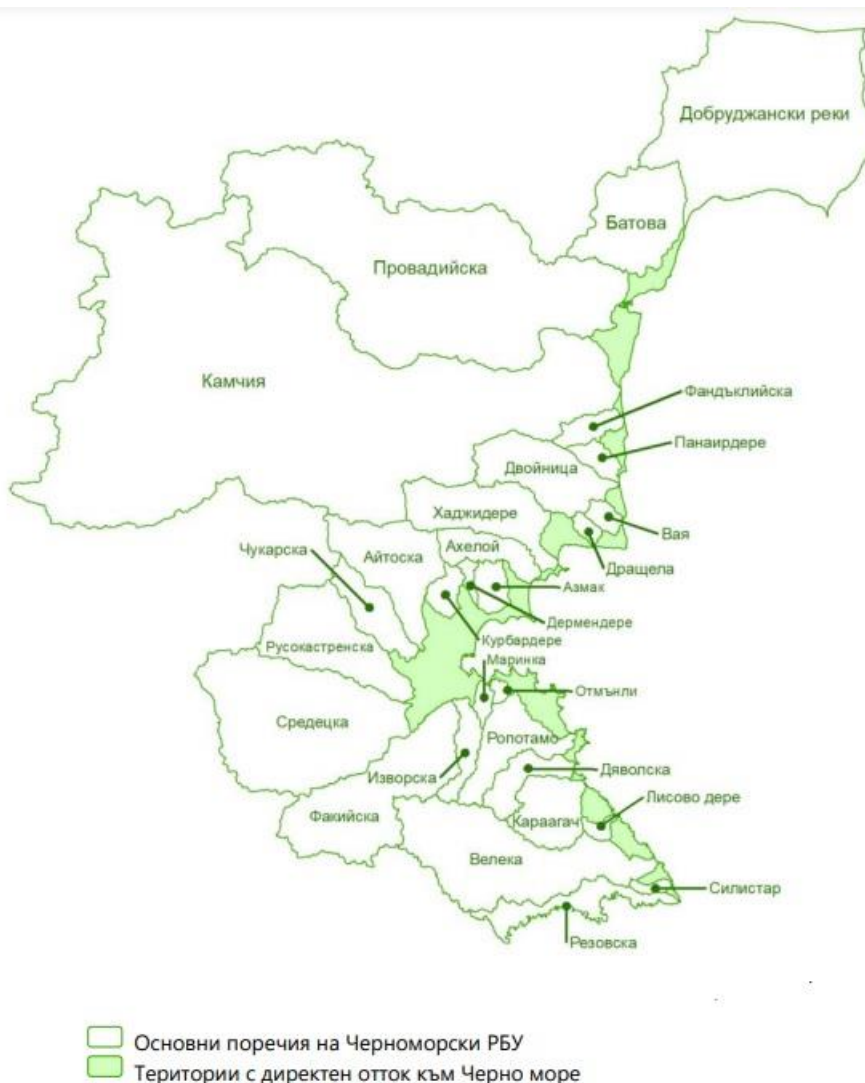 Добруджански реки
Батова
Провадийска
Камчия
Фандъклийска
Панаирдере
Двойница
Хаджидере
Вая
Чукарска
Айтоска
Ахелой
Дращела
Азмак
Дермендере
Курбардере
Русокастренска
Маринка
Отмънли
Средецка
Ропотамо
Изворска
Дяволска
Лисово дере
Факийска
Караагач
Велека
Силистар
Резовска
Основни поречия на Черноморски РБУ
Територии с директен отток към Черно море